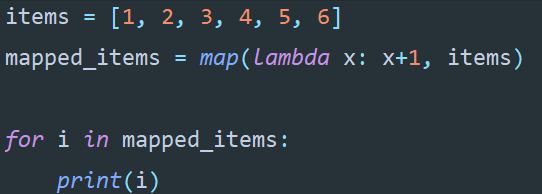 items = [1, 2, 3, 4, 5, 6]
mapped_items = map(lambda x: x+1, items)
for i in mapped_items:
    print(i)